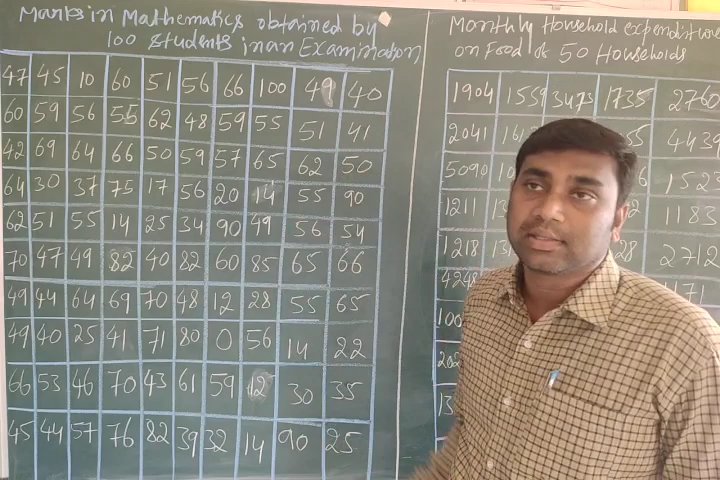 Marks in Mathematics obtained by
100 Students in an Examination
47 45 10 60 51 56 66 100 49 40
60 59 56 55 62 48 59 55 51 41
42 69 64 66 50 59 57 65 62 50
64 30 37 75 17 56 20 14 55 90
62 51 55 14 25 34 90 49 56 54
70 47 49 82 40 82 60 85 65 66
49 44 64 69 70 48 12 28 55 65
49 40 25 41 71 80 0 56 14 22
66 53 46 70 43 61 59 12 30 35
45 44 57 76 82 39 32 14 90 25
Monthly Household expenditure
on Food of 50 Households
1904 1559 3473 1735 2760
2041 55 4439
5090 6 1523
1211 2 1183
1218 28 2712
4248 1171